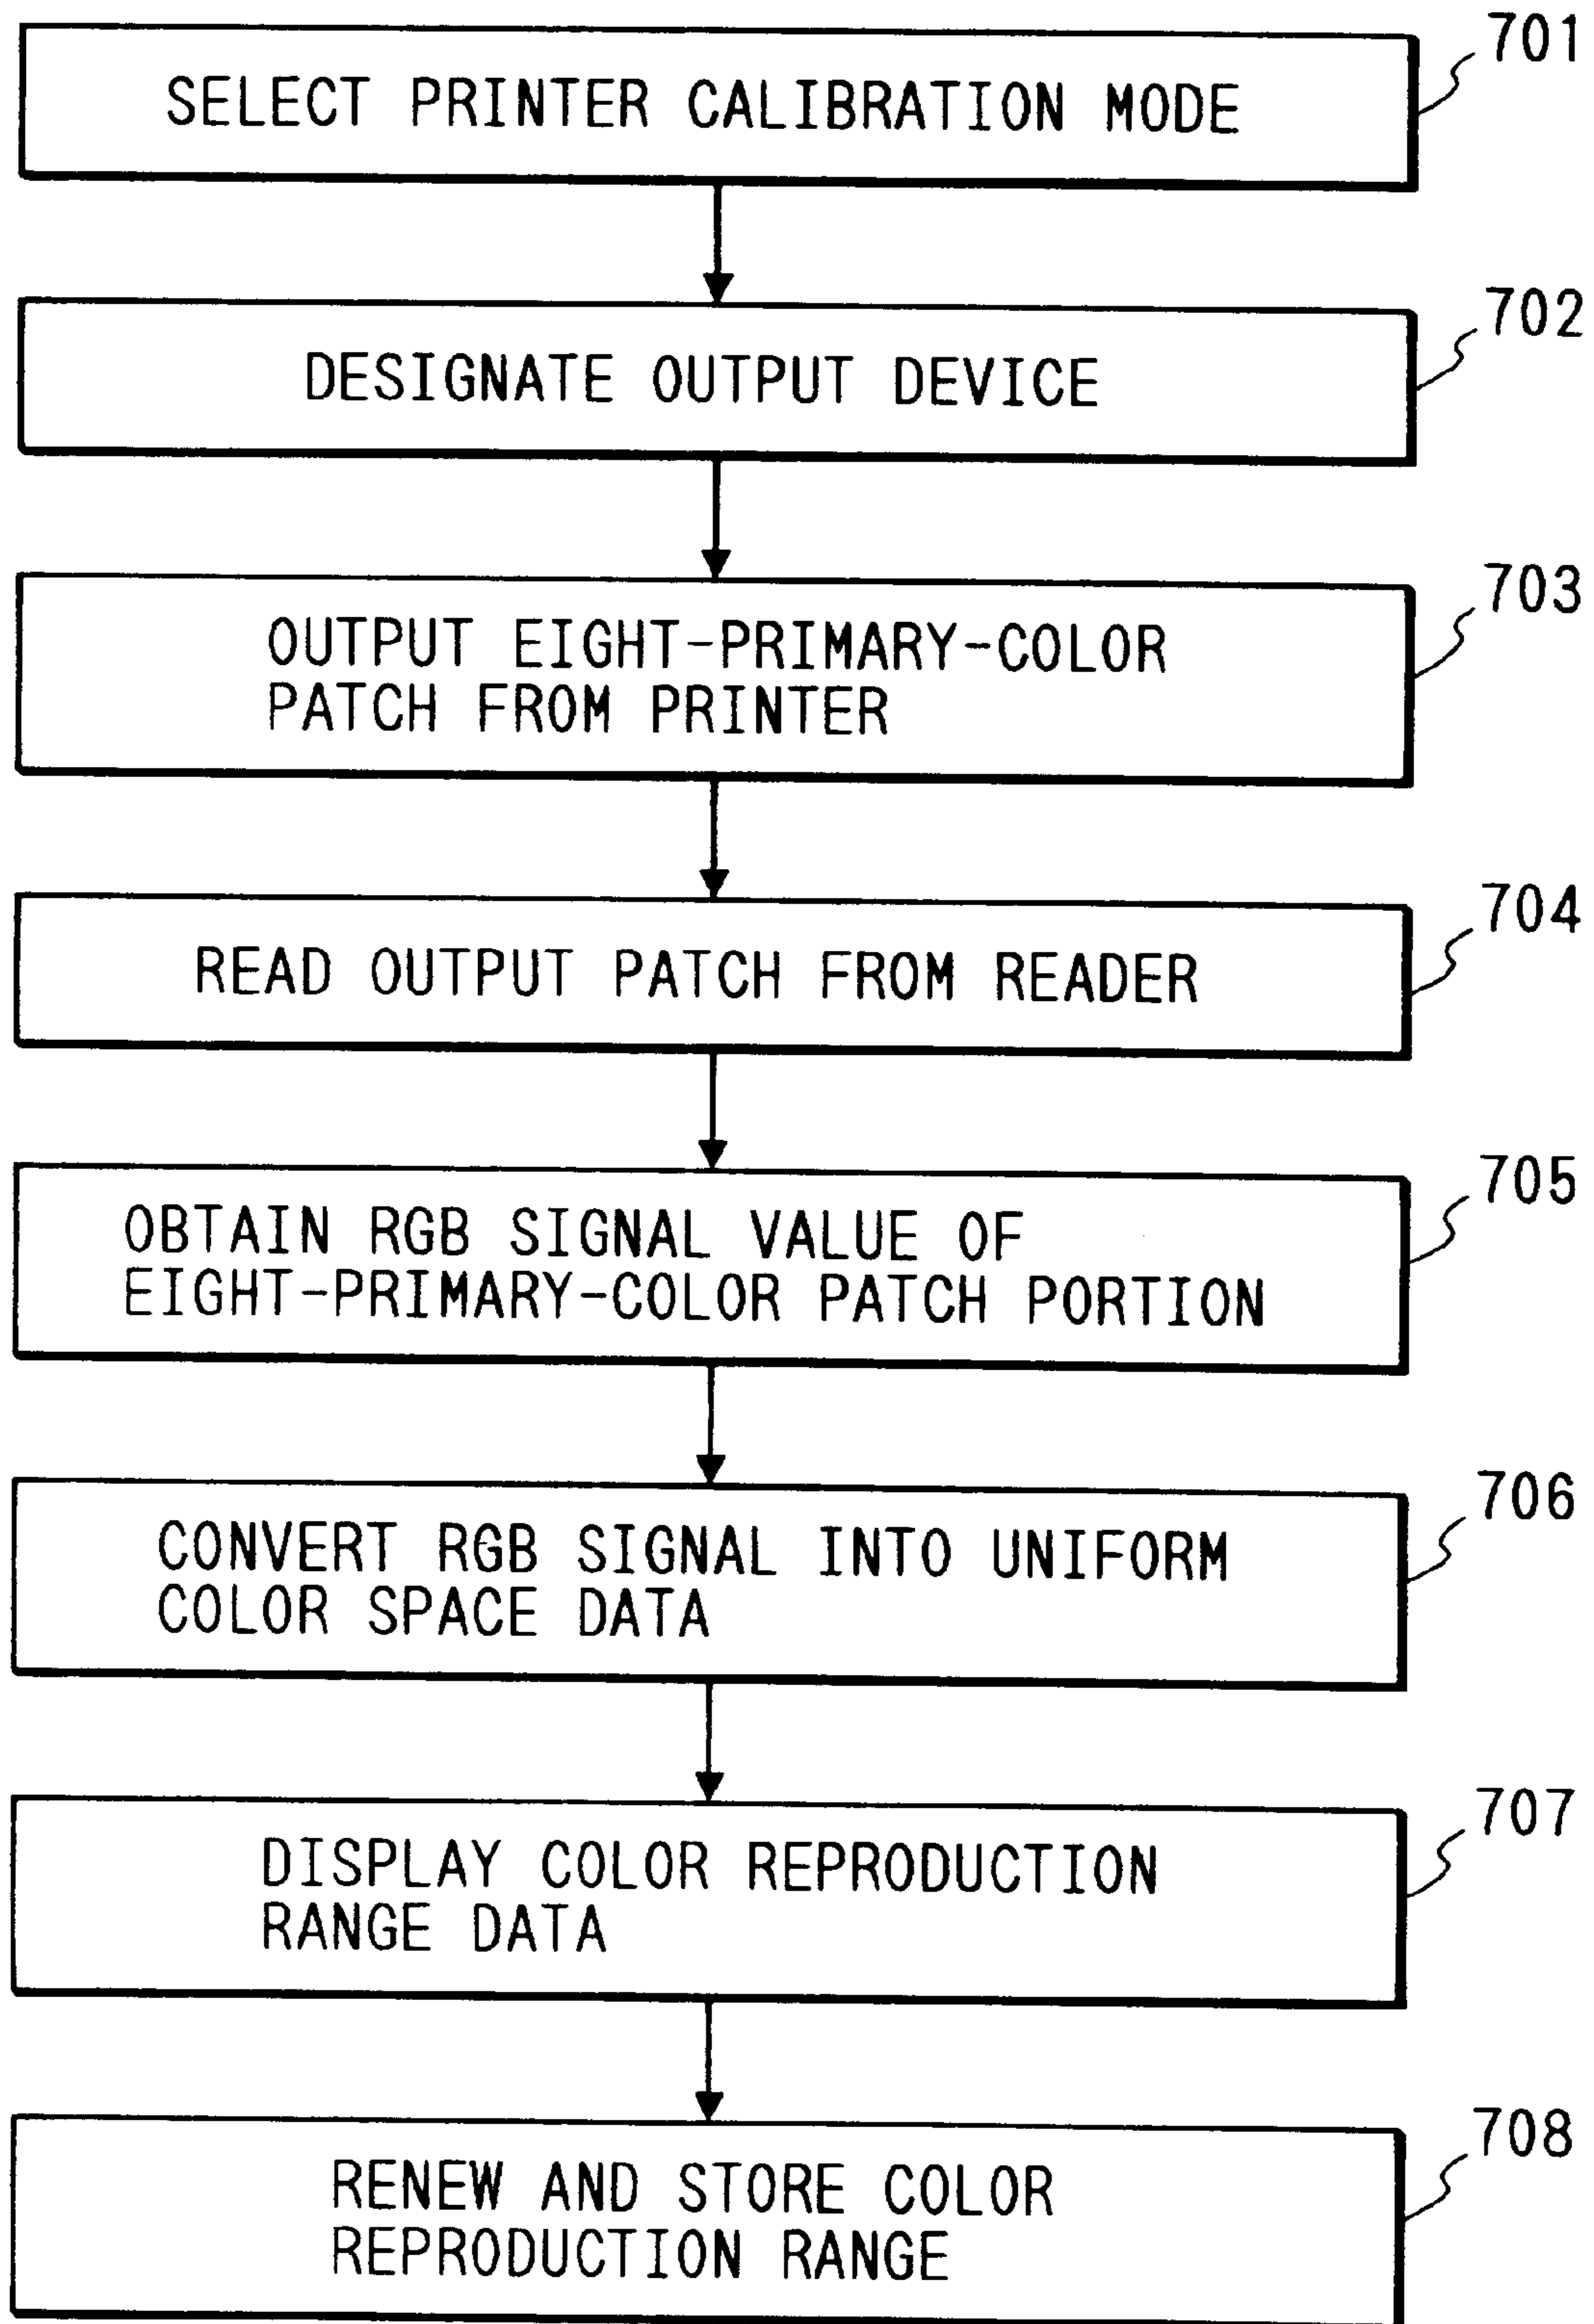 701
SELECT PRINTER CALIBRATION MODE
702
DESIGNATE OUTPUT DEVICE
703
OUTPUT EIGHT-PRIMARY-COLOR
PATCH FROM PRINTER
704
READ OUTPUT PATCH FROM READER
705
OBTAIN RGB SIGNAL VALUE OF
EIGHT-PRIMARY-COLOR PATCH PORTION
706
CONVERT RGB SIGNAL INTO UNIFORM
COLOR SPACE DATA
707
DISPLAY COLOR REPRODUCTION
RANGE DATA
708
RENEW AND STORE COLOR
REPRODUCTION RANGE